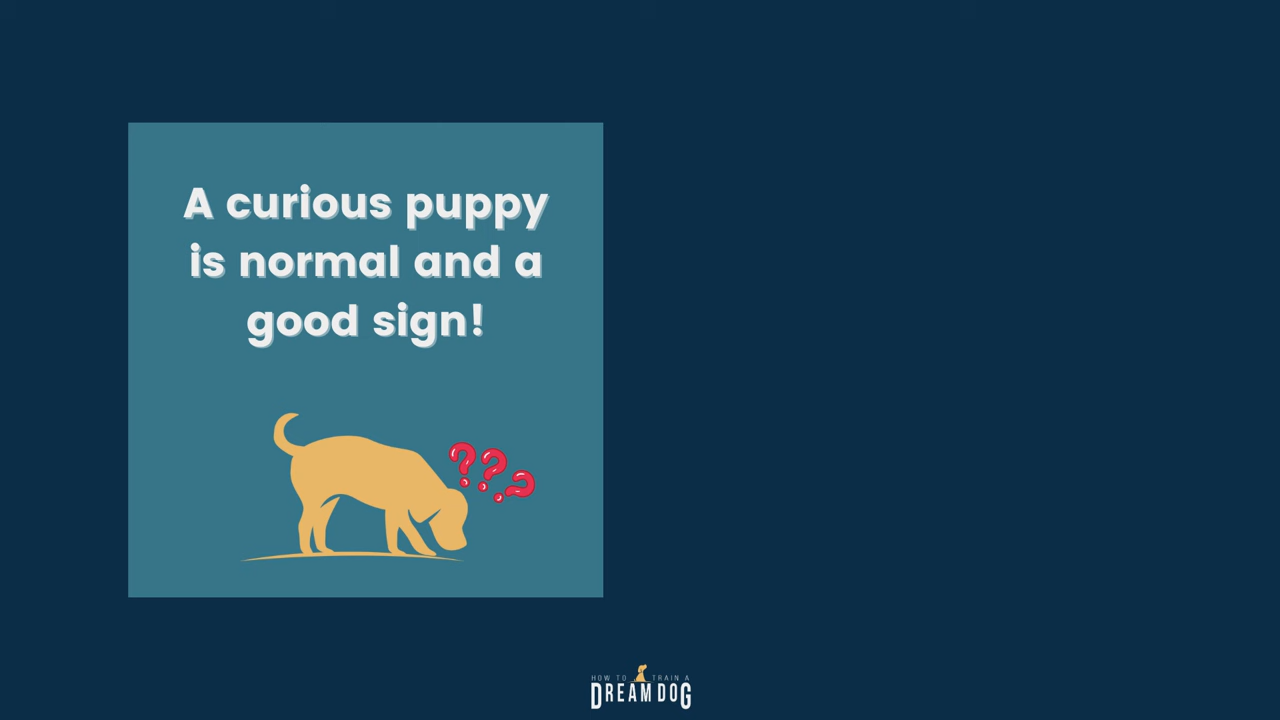 A curious puppy
is normal and a
good sign!
???
HOW TO TRAIN A
DREAM DOG